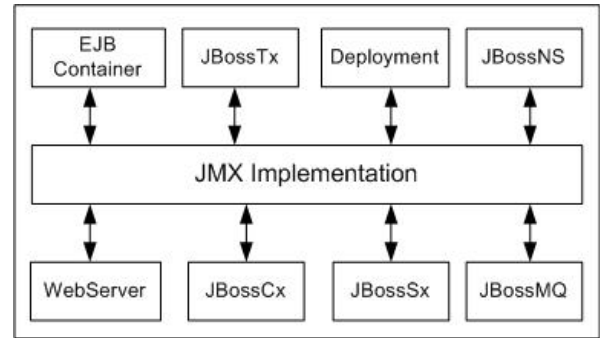 EJB
Container
JBossTx
Deployment
JBossNS
JMX Implementation
WebServer
JBossCx
JBossSx
JBossMQ